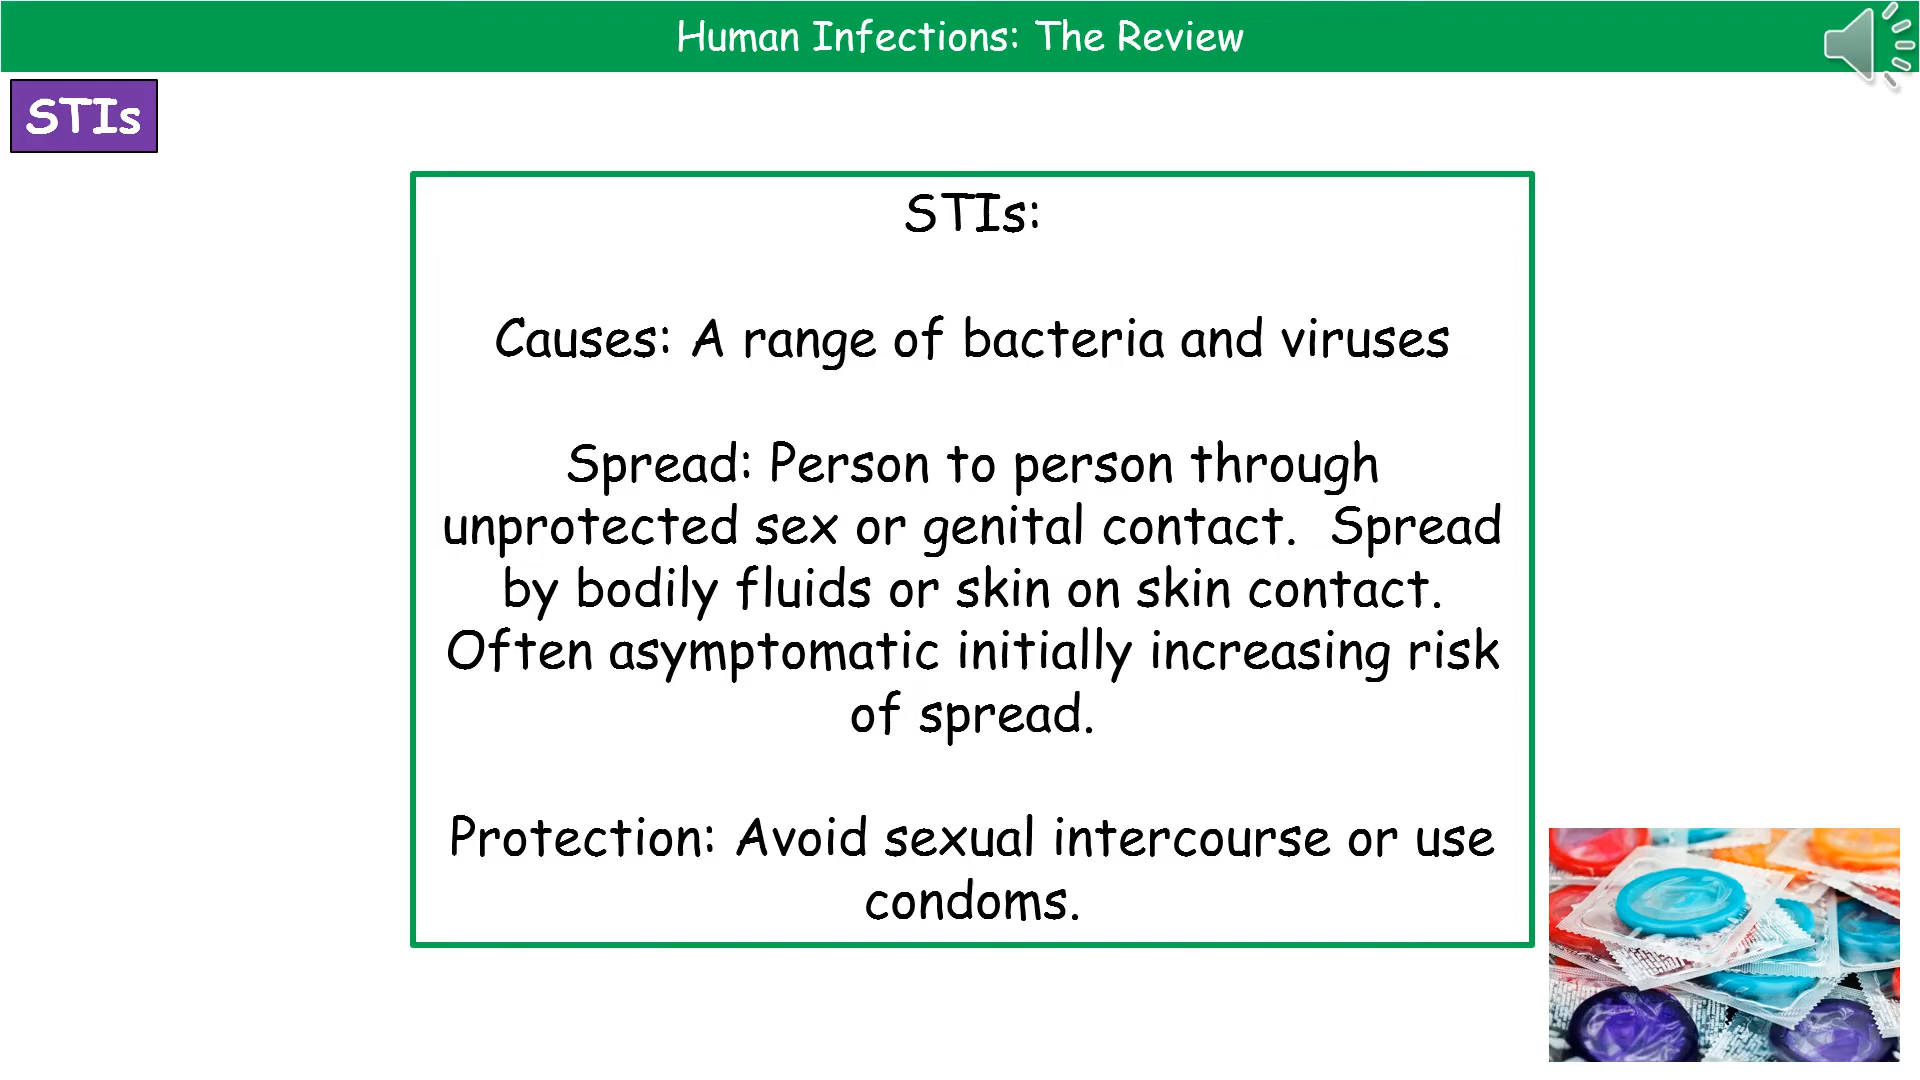 Human Infections: The Review
STIs
STIs:
Causes: A range of bacteria and viruses
Spread: Person to person through
unprotected sex or genital contact.  Spread
by bodily fluids or skin on skin contact.
Often asymptomatic initially increasing risk
of spread.
Protection: Avoid sexual intercourse or use
condoms.